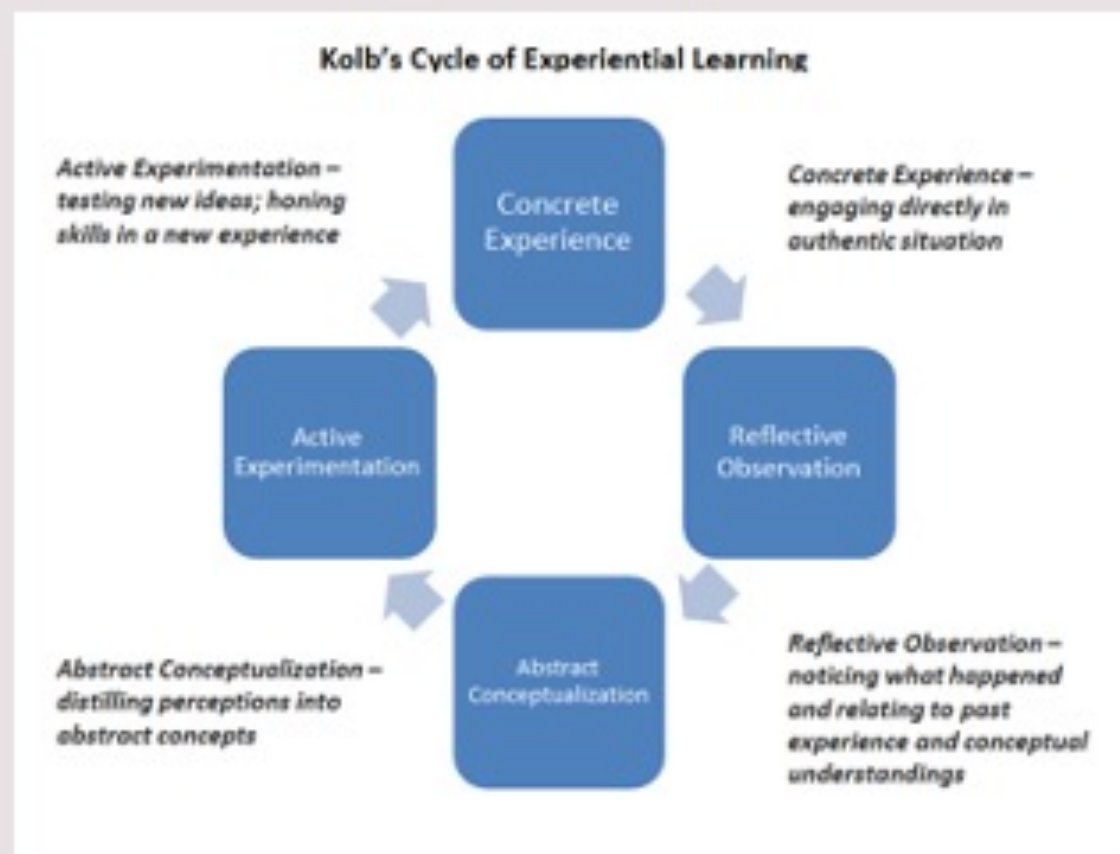 Kolb's Cycle of Experiential Learning
Active Experimentation –
testing new ideas; honing
skills in a new experience
Concrete
Experience
Concrete Experience –
engaging directly in
authentic situation
Active
Experimentation
Reflective
Observation
Abstract
Conceptualization
Abstract Conceptualization –
distilling perceptions into
abstract concepts
Reflective Observation –
noticing what happened
and relating to past
experience and conceptual
understandings